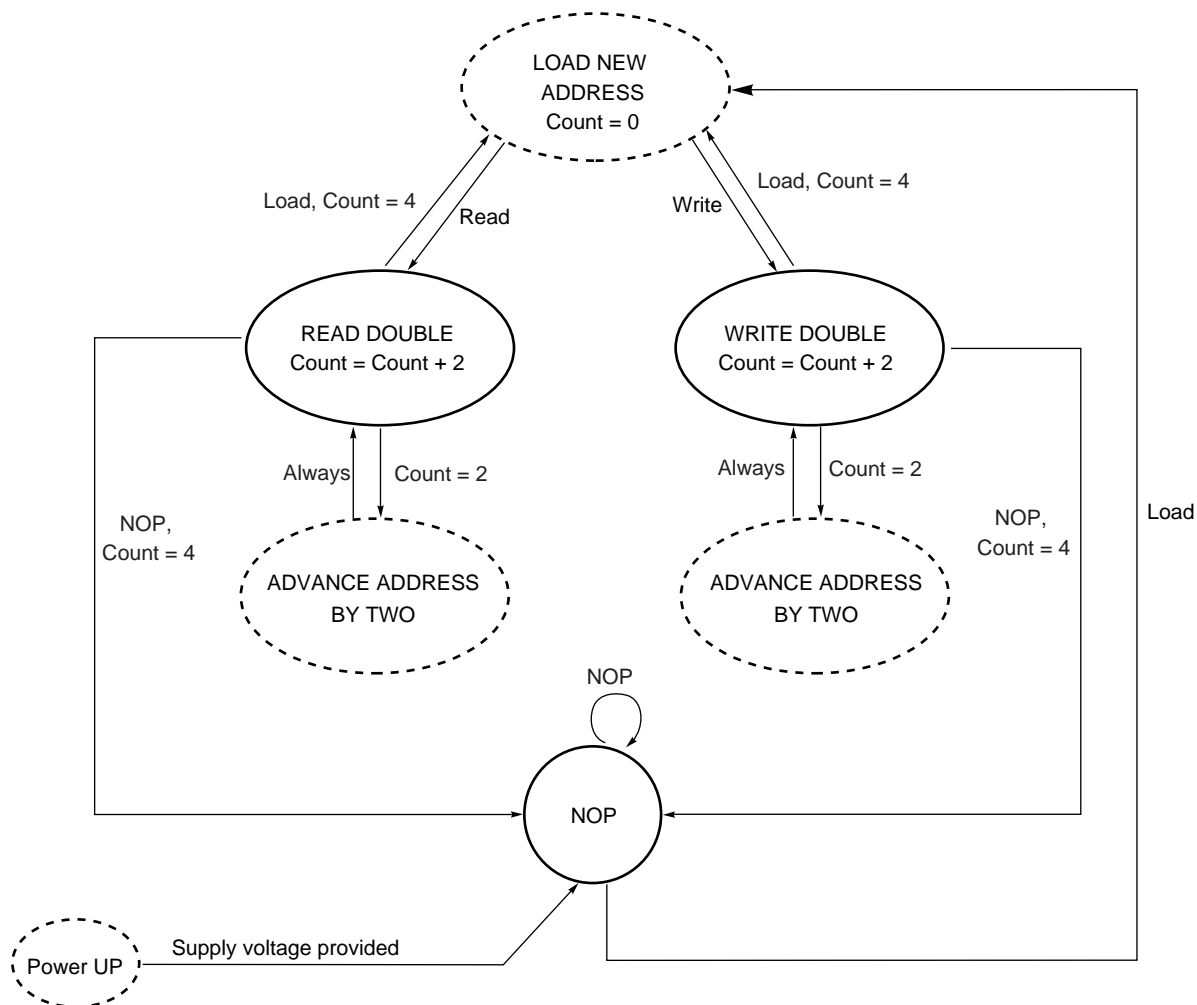 LOAD NEW
ADDRESS
Count = 0
Load, Count = 4
Read
Write
Load, Count = 4
READ DOUBLE
Count = Count + 2
WRITE DOUBLE
Count = Count + 2
Always
Count = 2
Always
Count = 2
NOP,
Count = 4
NOP,
Count = 4
Load
ADVANCE ADDRESS
BY TWO
ADVANCE ADDRESS
BY TWO
NOP
NOP
Supply voltage provided
Power UP